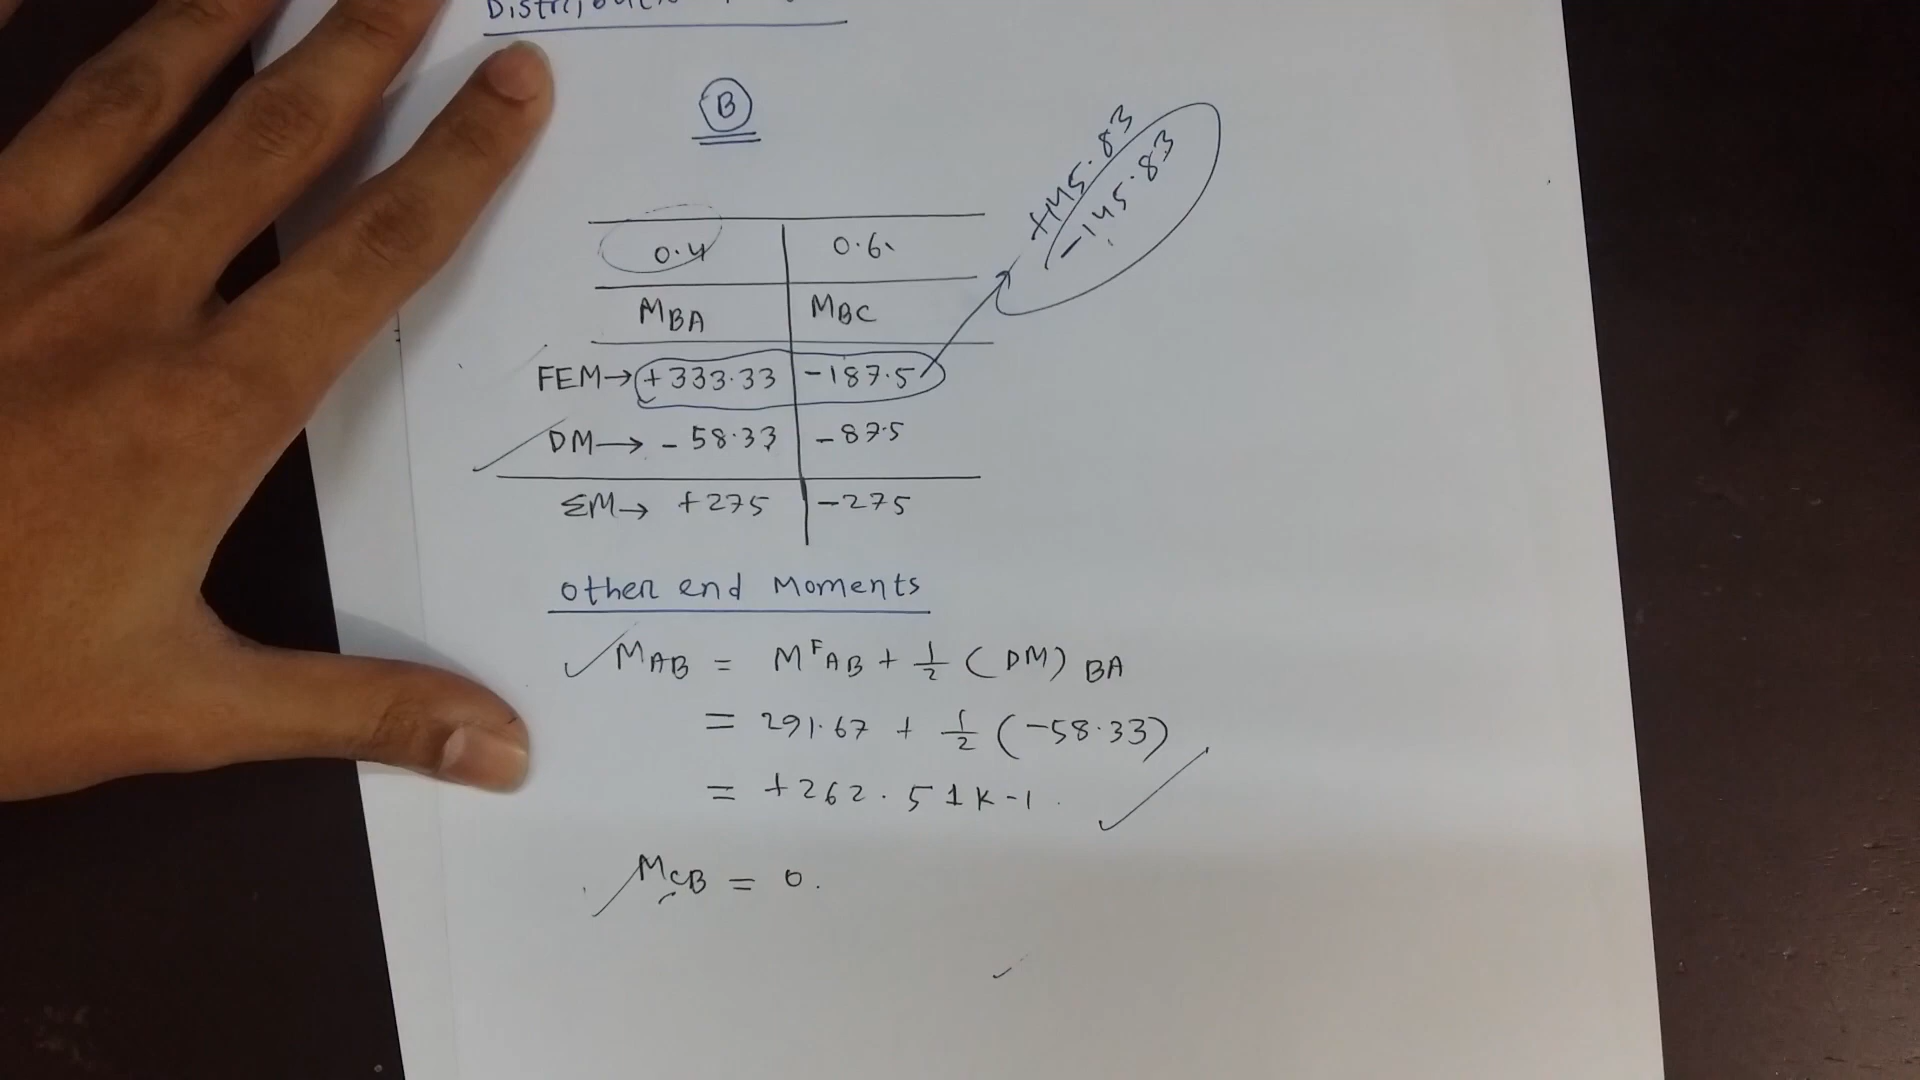 B
+145.83
-145.83
0.4 0.6
MBA MBC
FEM→ +333.33 -187.5
DM→ - 58.33 -87.5
ΣM→ +275 -275
Other end Moments
MAB = MFAB + 1/2 (DM) BA
= 291.67 + 1/2 (-58.33)
= +262.51k-1.
MCB = 0.